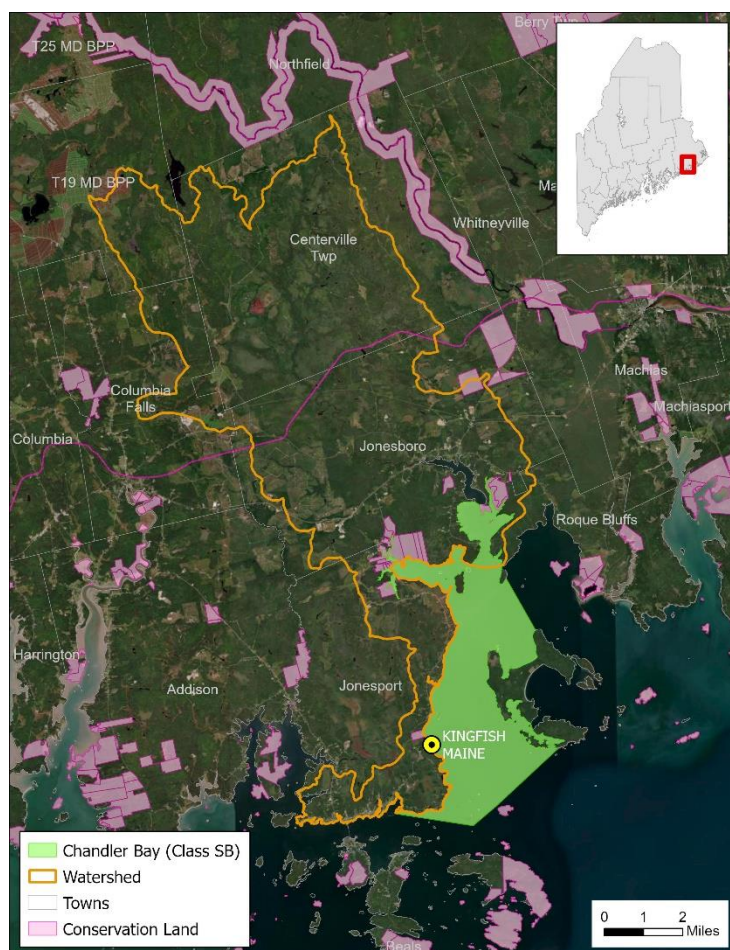 T25 MD BPP
Berry Twp
Northfield
T19 MD BPP
Whitneyville
Centerville
Twp
Machias
Columbia
Falls
Machiasport
Columbia
Jonesboro
Roque Bluffs
Harrington
Addison
Jonesport
KINGFISH
MAINE
Chandler Bay (Class SB)
Watershed
Towns
Conservation Land
Beals
0 1 2
Miles